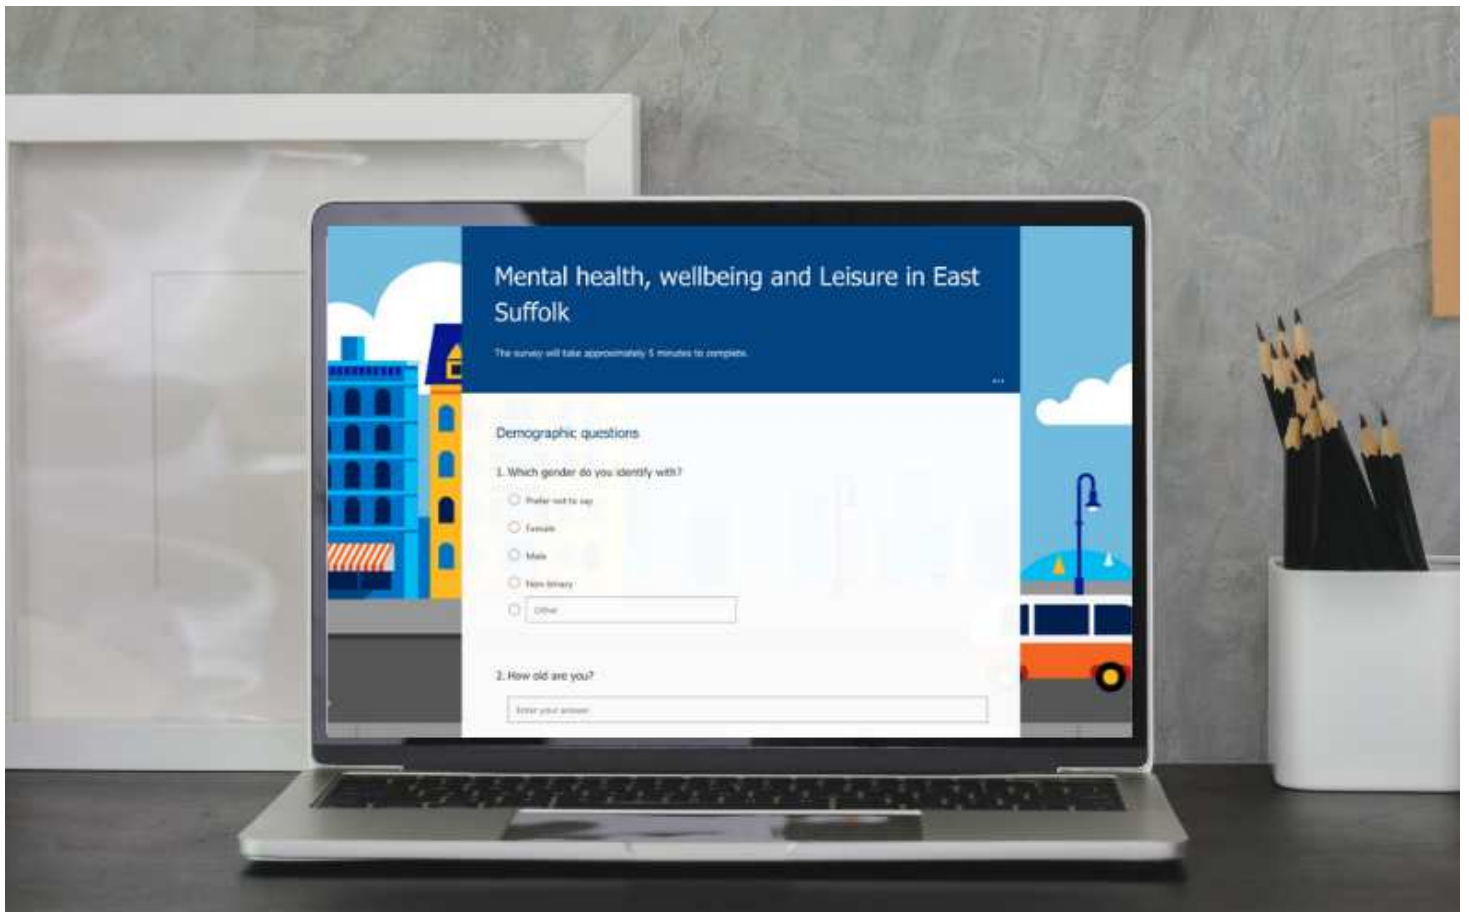 Mental health, wellbeing and Leisure in East
Suffolk
The survey will take approximately 5 minutes to complete.
Demographic questions
1. Which gender do you identify with?
Prefer not to say
Female
Male
Non-binary
Other
2. How old are you?
Enter your answer